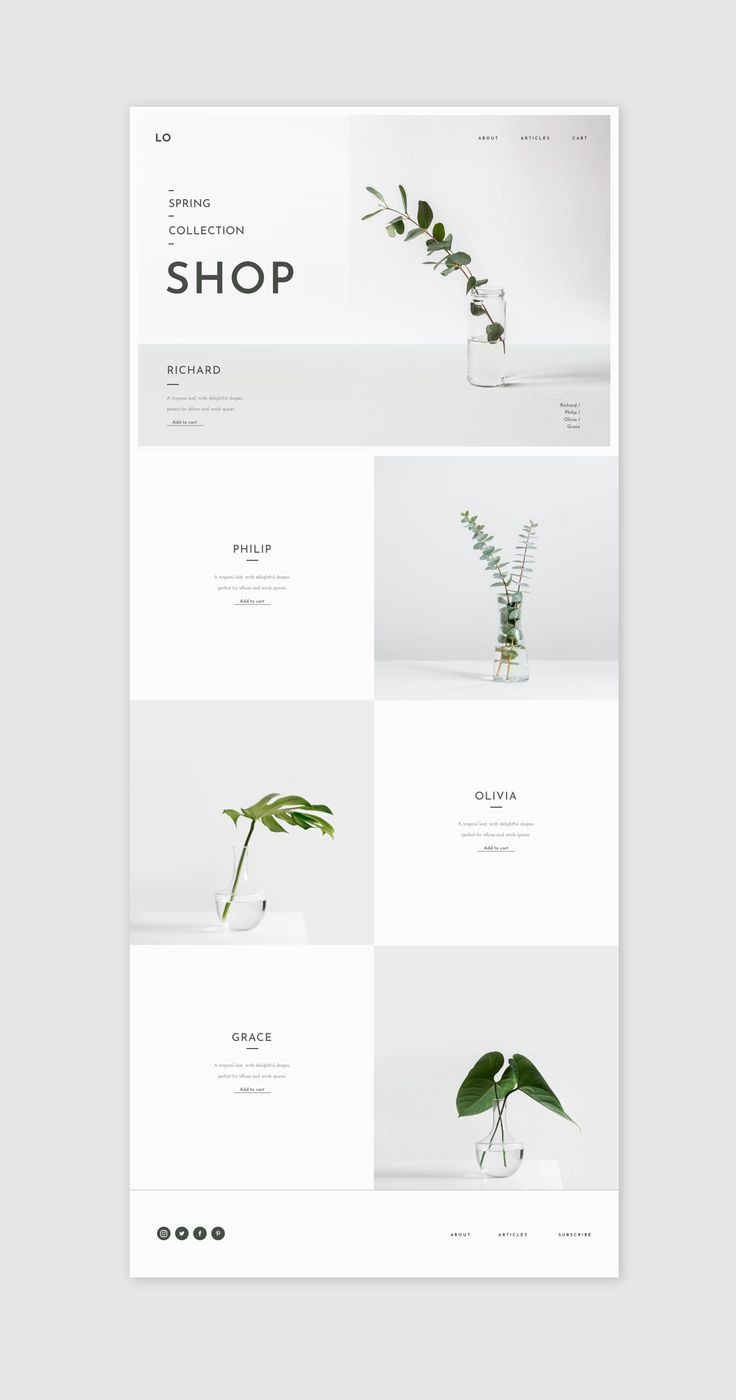 LO
ABOUT ARTICLES CART
SPRING
COLLECTION
SHOP
RICHARD
A tropical leaf, with delightful shapes
perfect for offices and work spaces
Add to cart
Richard /
Philip /
Olivia /
Grace
PHILIP
A tropical leaf, with delightful shapes
perfect for offices and work spaces
Add to cart
OLIVIA
A tropical leaf, with delightful shapes
perfect for offices and work spaces
Add to cart
GRACE
A tropical leaf, with delightful shapes
perfect for offices and work spaces
Add to cart
ABOUT ARTICLES SUBSCRIBE